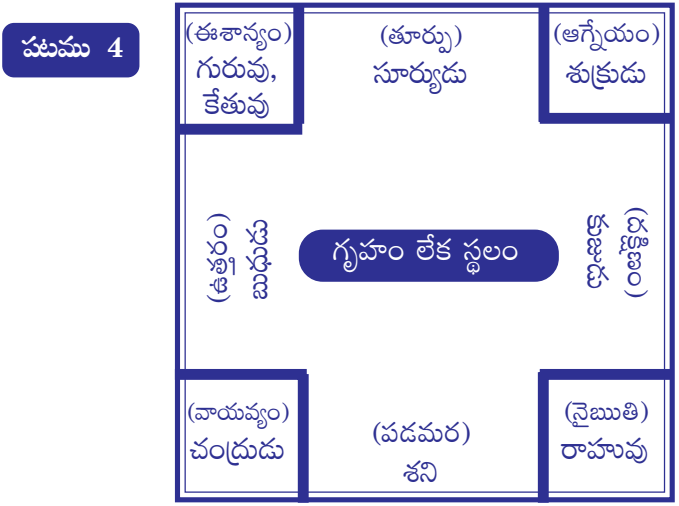 పటము 4
(ఈశాన్యం)
గురువు,
కేతువు
(తూర్పు)
సూర్యుడు
(ఆగ్నేయం)
శుక్రుడు
(ఉత్తరం)
బుధుడు
గృహం లేక స్థలం
(దక్షిణం)
కుజుడు
(వాయవ్యం)
చంద్రుడు
(పడమర)
శని
(నైఋతి)
రాహువు